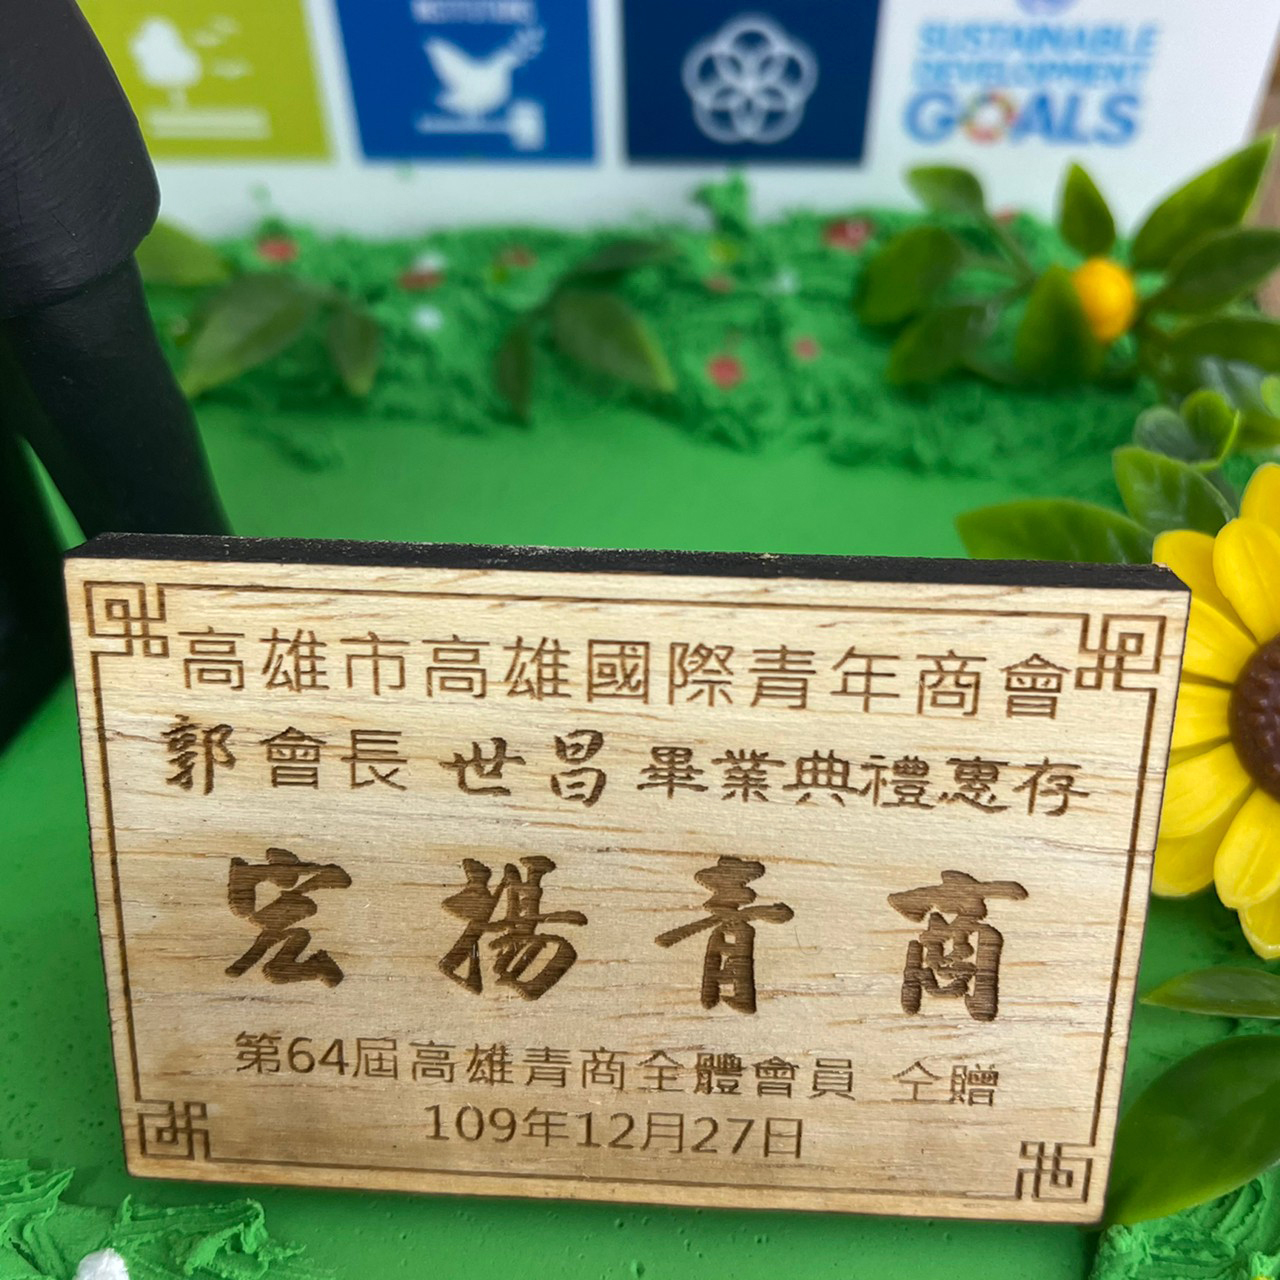 SUSTAINABLE
DEVELOPMENT
GOALS
高雄市高雄國際青年商會
郭會長世昌畢業典禮惠存
宏揚青商
第64屆高雄青商全體會員 仝贈
109年12月27日